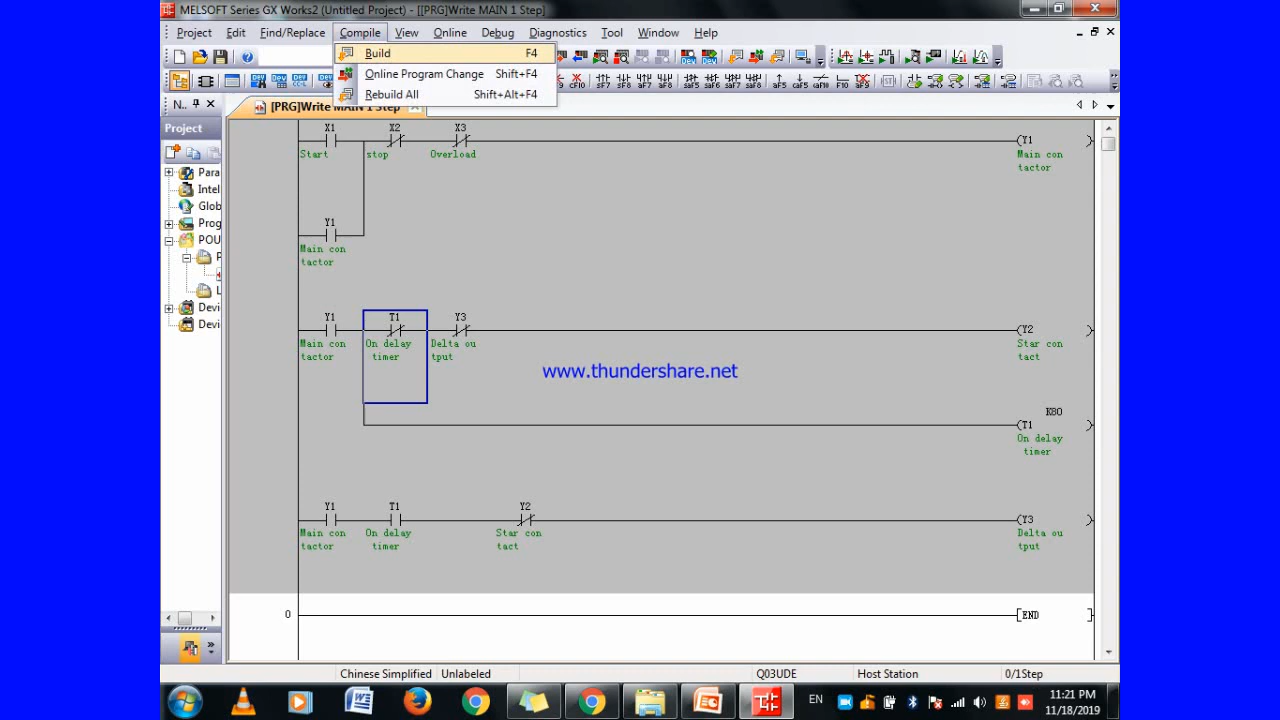 MELSOFT Series GX Works2 (Untitled Project) - [[PRG]Write MAIN 1 Step]
Project Edit Find/Replace Compile View Online Debug Diagnostics Tool Window Help
Build F4
Online Program Change Shift+F4
Rebuild All Shift+Alt+F4
N..
[PRG]Write MAIN 1 Step
Project
Para
Intel
Glob
Prog
POU
P
L
Devi
Devi
X1 X2 X3
Y1
Start stop Overload
Main con
tactor
Y1
Main con
tactor
Y1 T1 Y3
Y2
Main con On delay Delta ou
tactor timer tput
Star con
tact
www.thundershare.net
K80
T1
On delay
timer
Y1 T1 Y2
Y3
Main con On delay Star con
tactor timer tact
Delta ou
tput
0 END
Chinese Simplified Unlabeled Q03UDE Host Station 0/1Step
EN
11:21 PM
11/18/2019